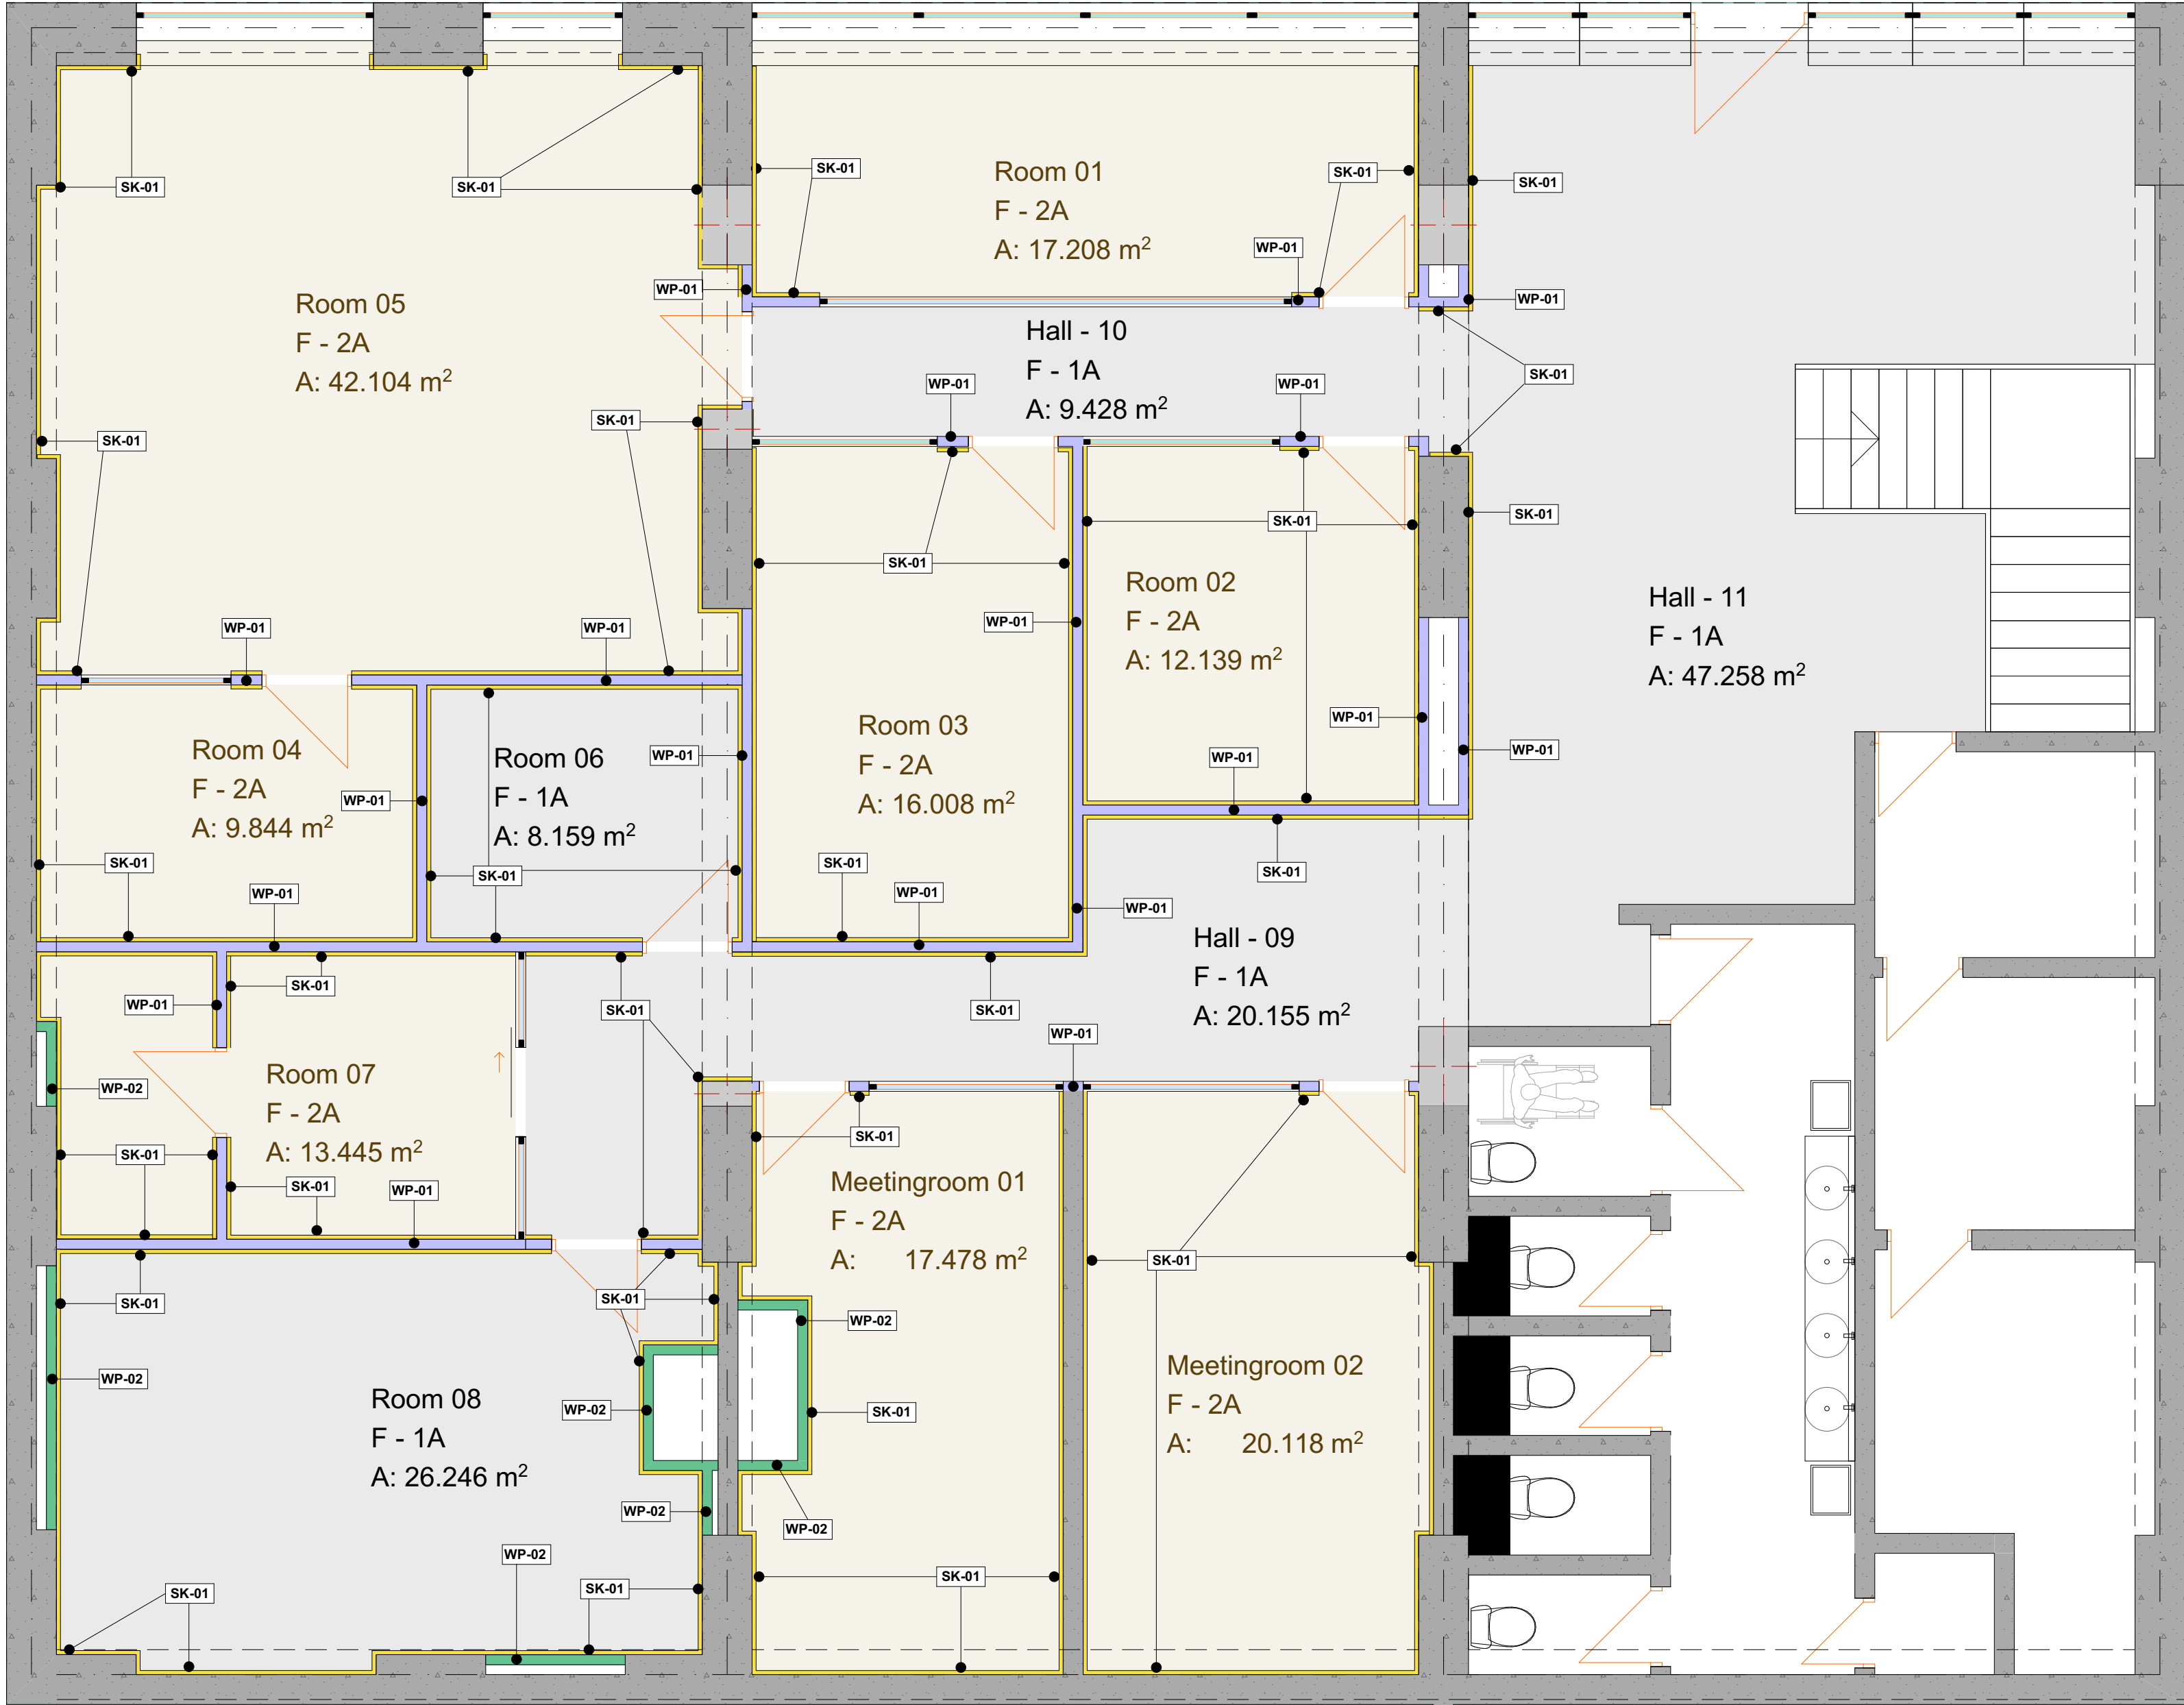 SK-01
SK-01
SK-01
SK-01
SK-01
Room 01
F - 2A
A: 17.208 m²
WP-01
WP-01
WP-01
Room 05
F - 2A
A: 42.104 m²
Hall - 10
F - 1A
A: 9.428 m²
SK-01
WP-01
WP-01
SK-01
SK-01
SK-01
SK-01
SK-01
Room 02
F - 2A
A: 12.139 m²
Hall - 11
F - 1A
A: 47.258 m²
WP-01
WP-01
WP-01
Room 03
F - 2A
A: 16.008 m²
WP-01
WP-01
WP-01
WP-01
Room 04
F - 2A
A: 9.844 m²
Room 06
F - 1A
A: 8.159 m²
WP-01
SK-01
SK-01
SK-01
SK-01
WP-01
WP-01
WP-01
Hall - 09
F - 1A
A: 20.155 m²
SK-01
WP-01
SK-01
SK-01
WP-01
WP-02
Room 07
F - 2A
A: 13.445 m²
SK-01
SK-01
WP-01
SK-01
Meetingroom 01
F - 2A
A: 17.478 m²
SK-01
SK-01
SK-01
WP-02
WP-02
Meetingroom 02
F - 2A
A: 20.118 m²
Room 08
F - 1A
A: 26.246 m²
WP-02
SK-01
WP-02
WP-02
WP-02
SK-01
SK-01
SK-01